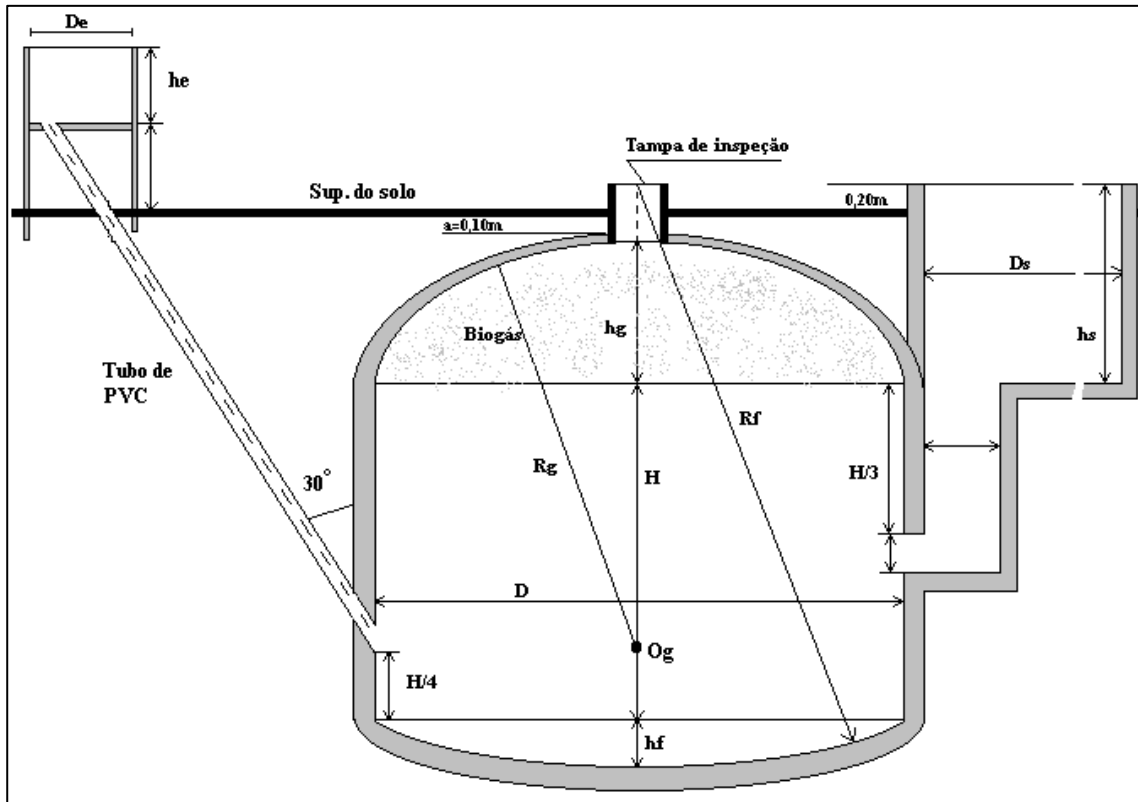 De
he
Tampa de inspeção
Sup. do solo
0,20m
a=0,10m
Ds
hs
hg
Biogás
Tubo de
PVC
Rf
Rg
H
H/3
30°
D
Og
H/4
hf